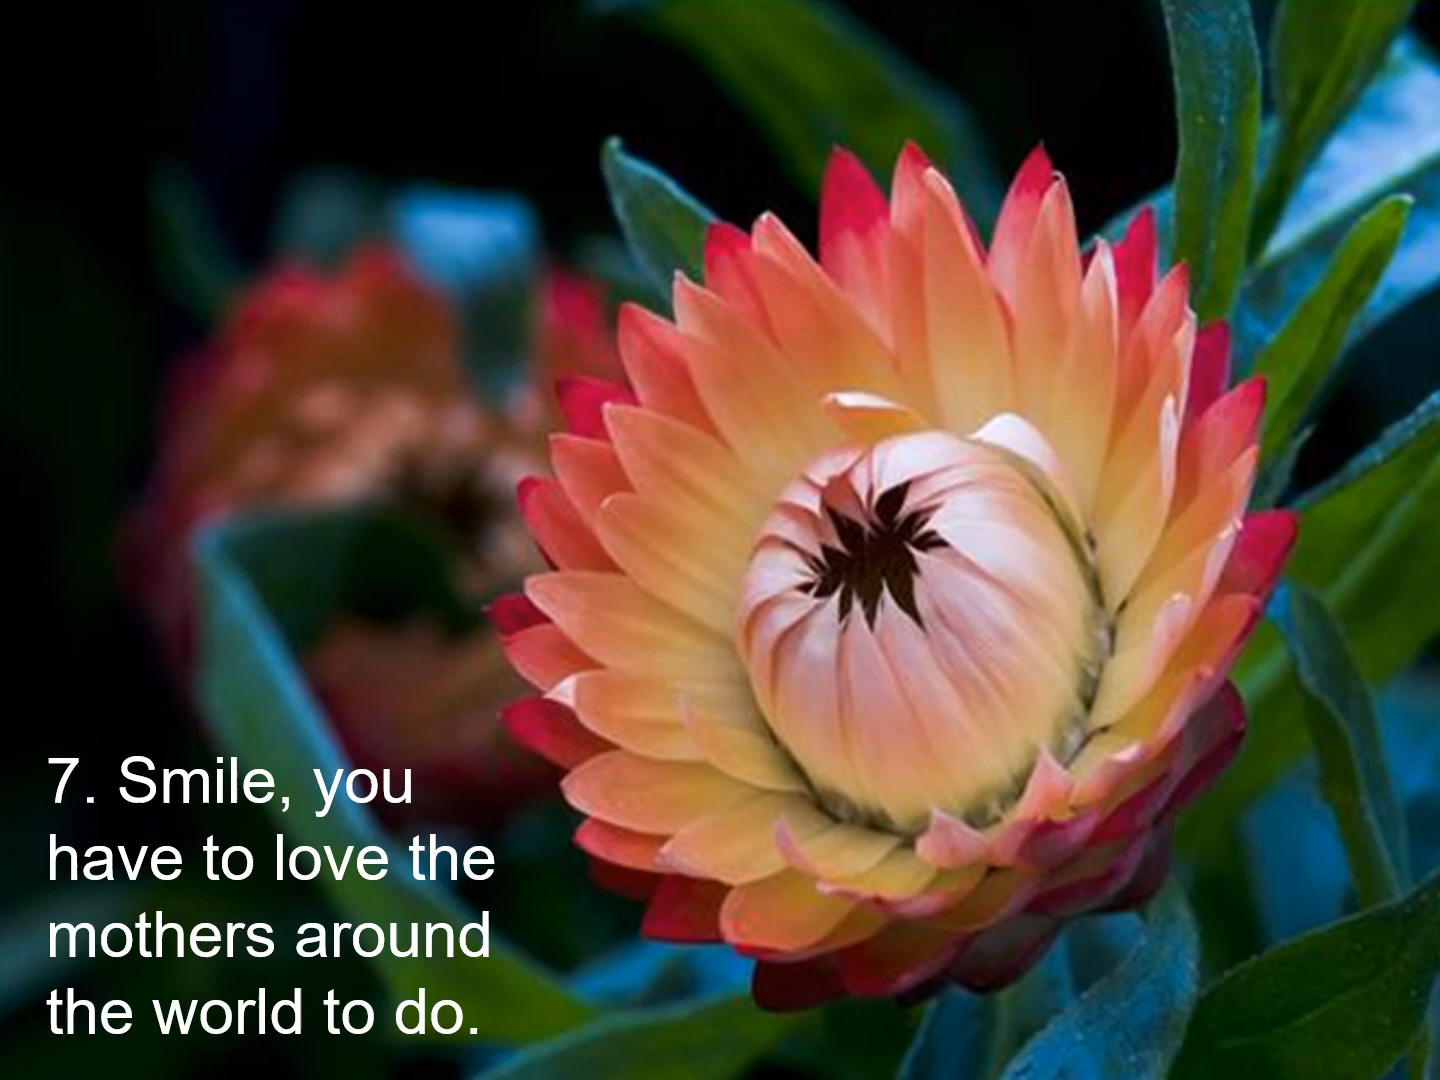 7. Smile, you
have to love the
mothers around
the world to do.